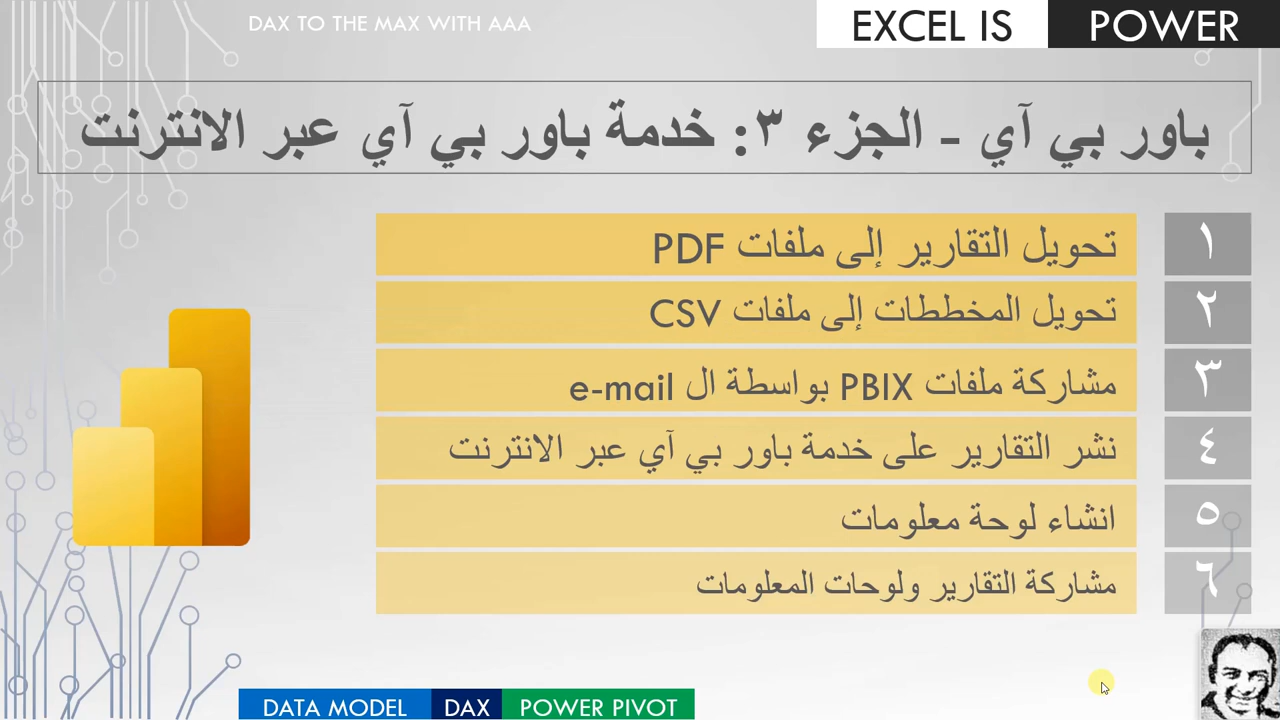 DAX TO THE MAX WITH AAA
EXCEL IS POWER
باور بي آي - الجزء ٣: خدمة باور بي آي عبر الانترنت
١ تحويل التقارير إلى ملفات PDF
٢ تحويل المخططات إلى ملفات CSV
٣ مشاركة ملفات PBIX بواسطة ال e-mail
٤ نشر التقارير على خدمة باور بي آي عبر الانترنت
٥ انشاء لوحة معلومات
٦ مشاركة التقارير ولوحات المعلومات
DATA MODEL DAX POWER PIVOT